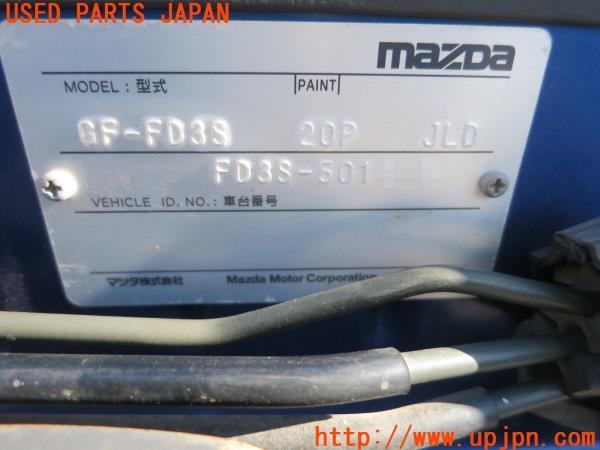 USED PARTS JAPAN
mazda
MODEL : 型式 PAINT
GF-FD3S 20P JLD
FD3S-501
VEHICLE ID. NO. : 車台番号
マツダ株式会社 Mazda Motor Corporation
http://www.upjpn.com